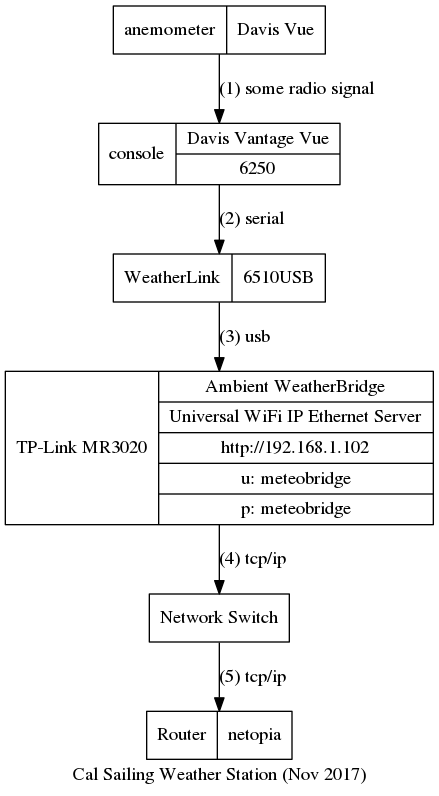 anemometer Davis Vue
(1) some radio signal
console
Davis Vantage Vue
6250
(2) serial
WeatherLink 6510USB
(3) usb
TP-Link MR3020
Ambient WeatherBridge
Universal WiFi IP Ethernet Server
http://192.168.1.102
u: meteobridge
p: meteobridge
(4) tcp/ip
Network Switch
(5) tcp/ip
Router netopia
Cal Sailing Weather Station (Nov 2017)